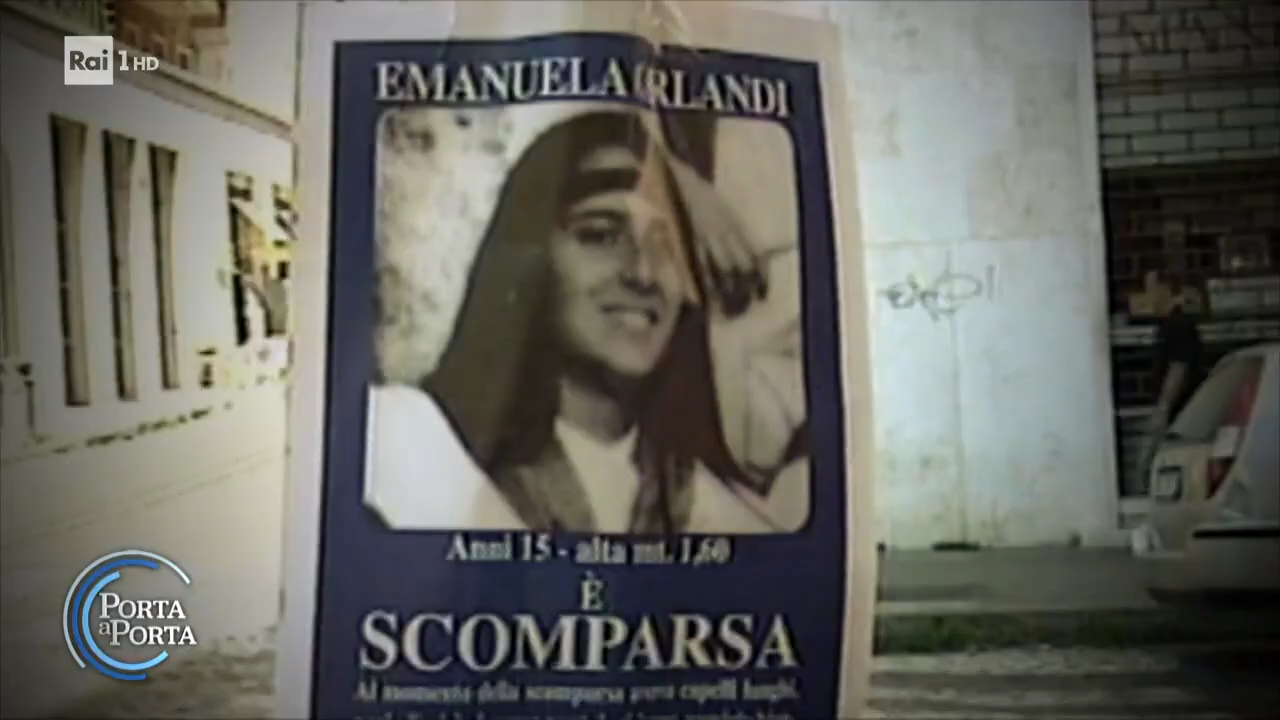 Rai 1 HD
EMANUELA ORLANDI
Anni 15 - alta mt. 1,60
È
SCOMPARSA
Al momento della scomparsa aveva capelli lunghi,
PORTA
a PORTA